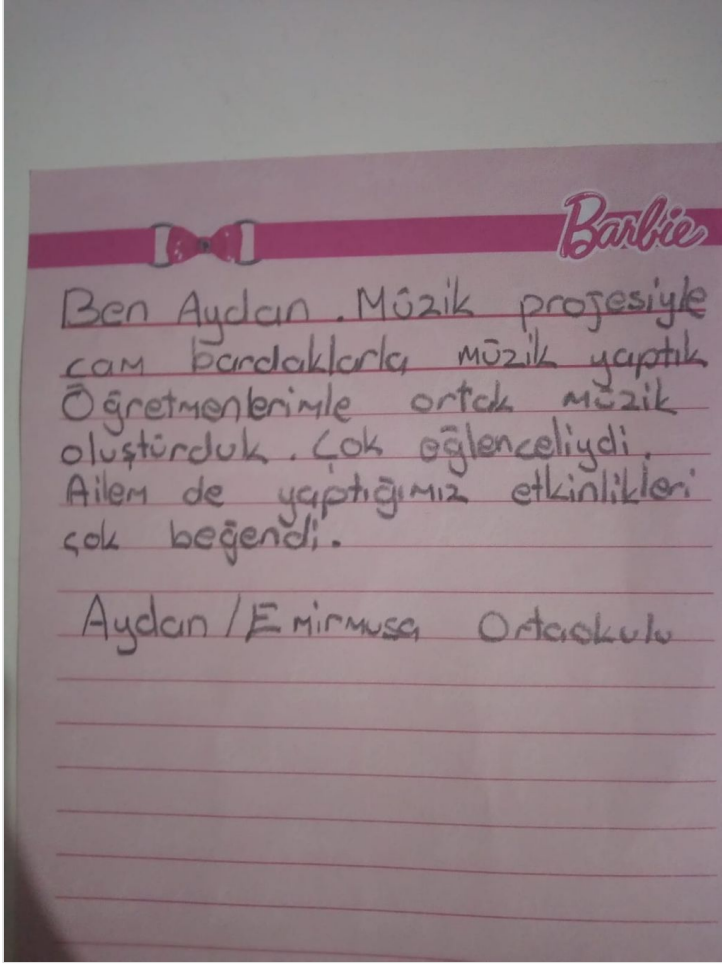 Barbie
Ben Aydan. Müzik projesiyle
cam bardaklarla müzik yaptık
Öğretmenlerimle ortak müzik
oluştürduk. Çok eğlenceliydi.
Ailem de yaptığımız etkinlikleri
çok beğendi.
Aydan/Emirmusa Ortaokulu